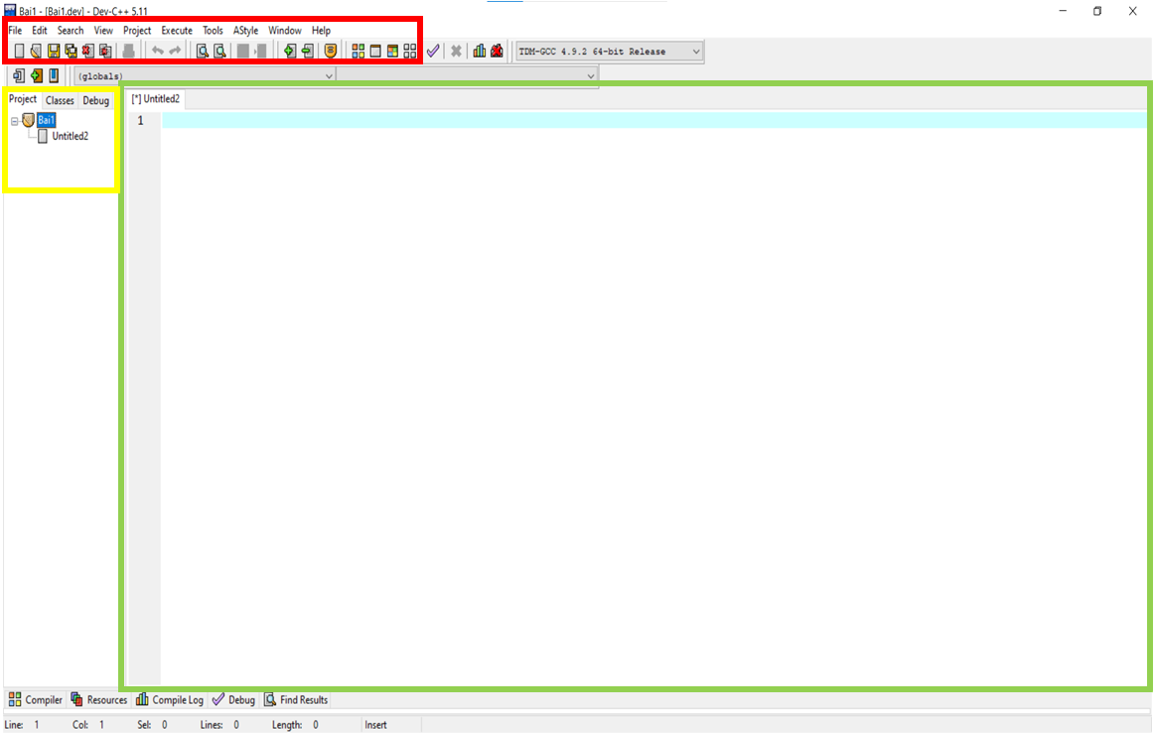 Bai1 - [Bai1.dev] - Dev-C++ 5.11
File Edit Search View Project Execute Tools AStyle Window Help
TDM-GCC 4.9.2 64-bit Release
(globals)
Project Classes Debug
[*] Untitled2
Bai1
1
Untitled2
Compiler Resources Compile Log Debug Find Results
Line: 1 Col: 1 Sel: 0 Lines: 0 Length: 0 Insert